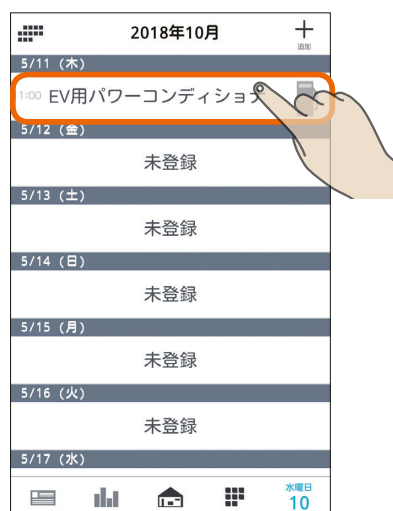 2018年10月
追加
5/11 (木)
1:00 EV用パワーコンディショナ
5/12 (金)
未登録
5/13 (土)
未登録
5/14 (日)
未登録
5/15 (月)
未登録
5/16 (火)
未登録
5/17 (水)
水曜日
10